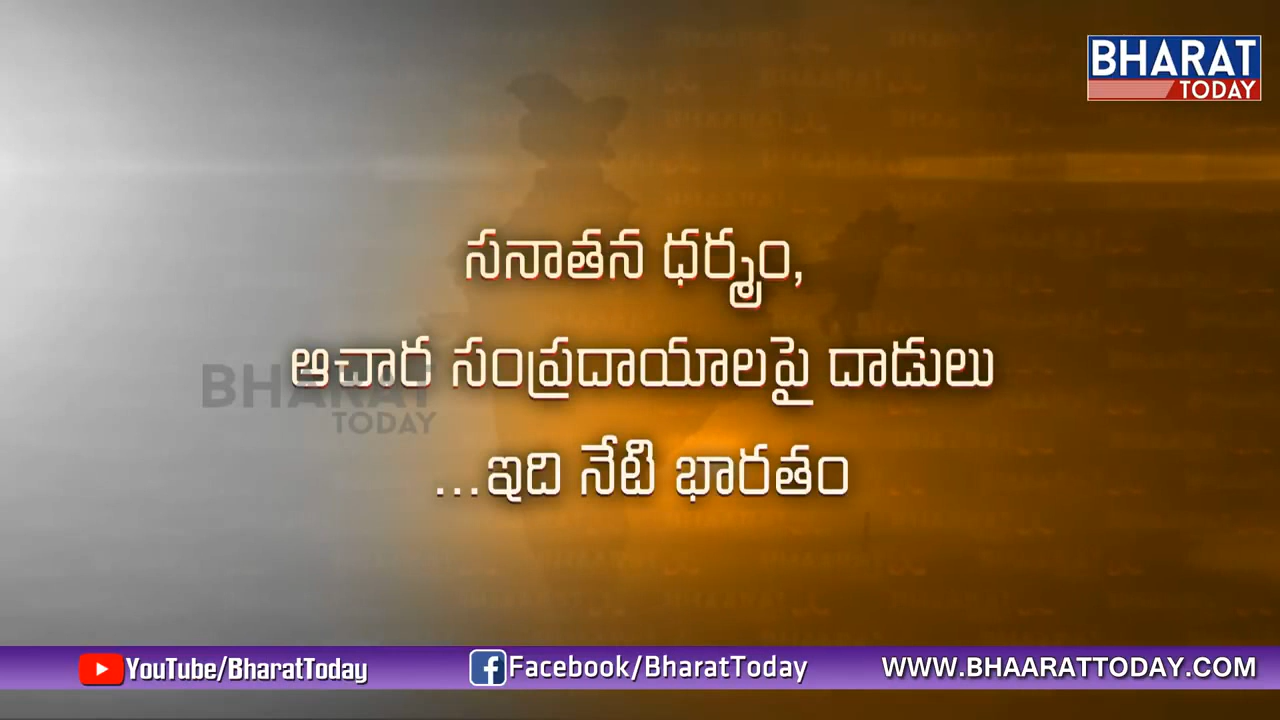 BHARAT
TODAY
సనాతన ధర్మం,
ఆచార సంప్రదాయాలపై దాడులు
BHARAT
TODAY
...ఇది నేటి భారతం
YouTube/BharatToday
Facebook/BharatToday
WWW.BHAARATTODAY.COM